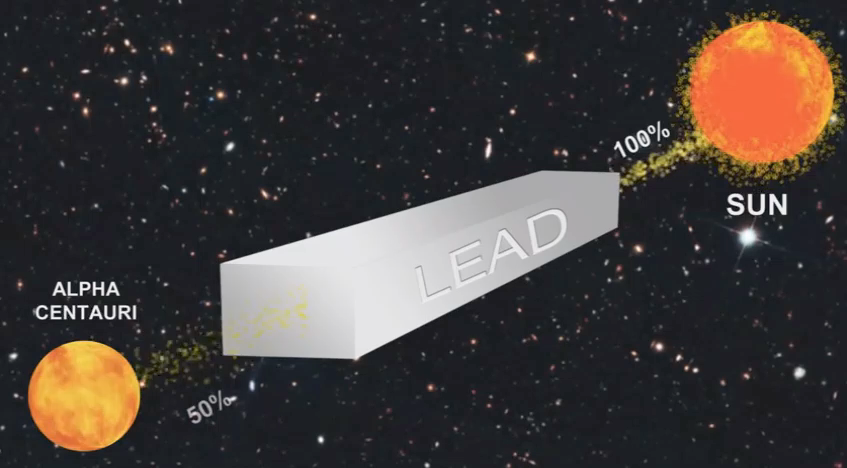 100%
SUN
LEAD
ALPHA
CENTAURI
50%